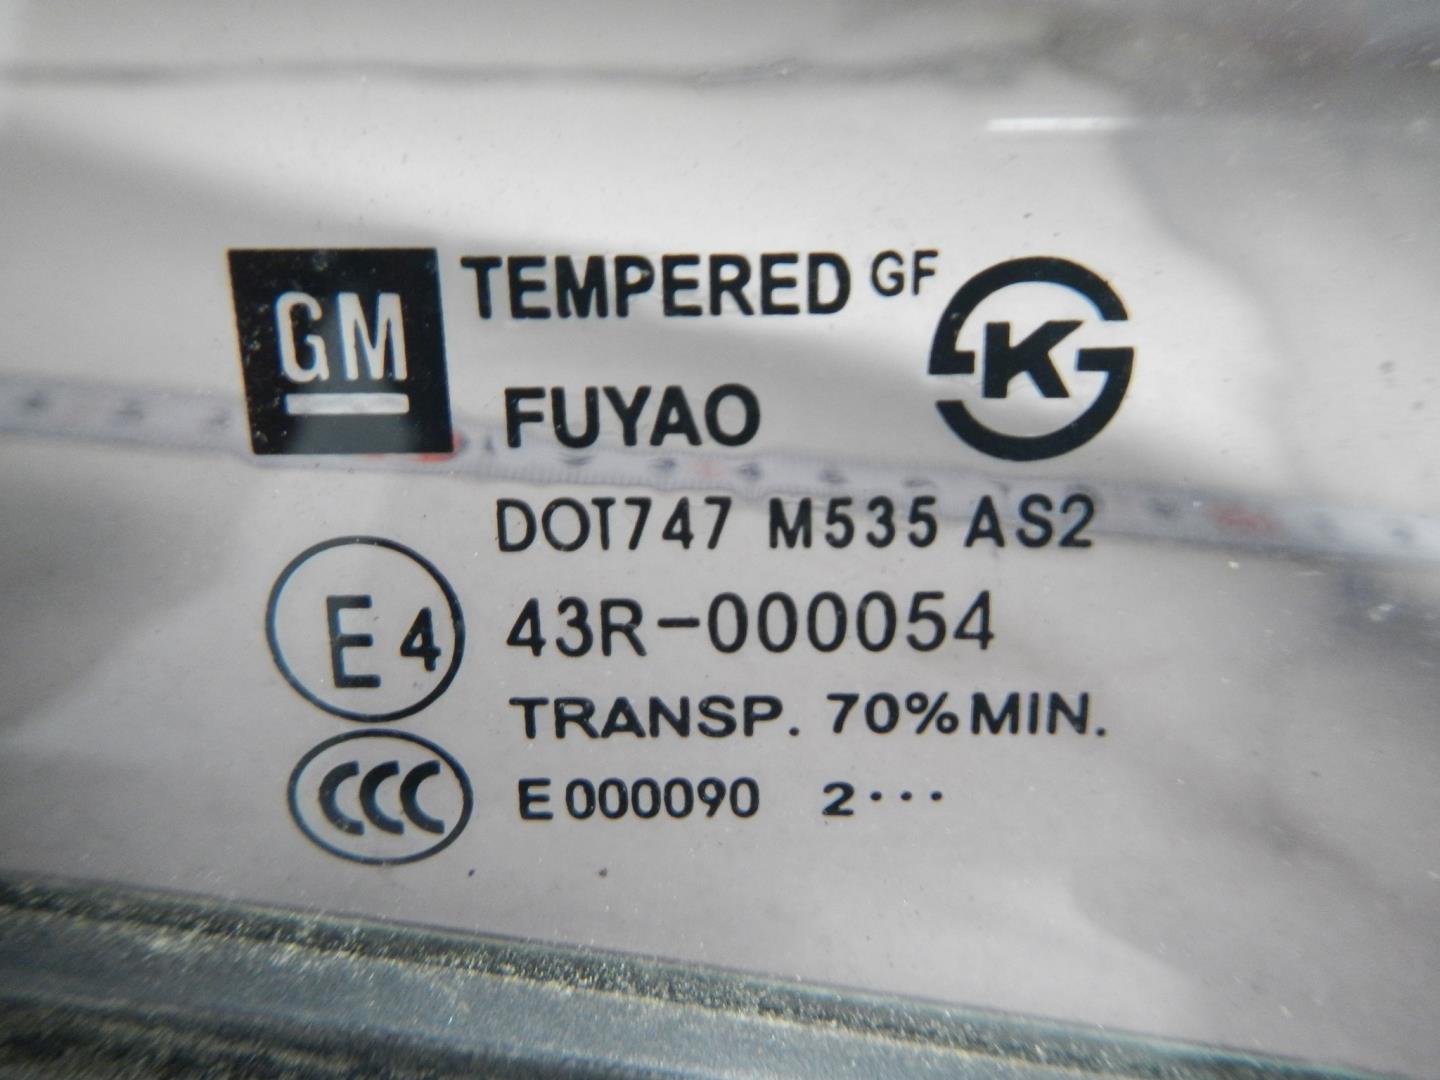 GM TEMPERED GF
FUYAO K
DOT747 M535 AS2
E4 43R-000054
TRANSP. 70% MIN.
CCC E000090 2···